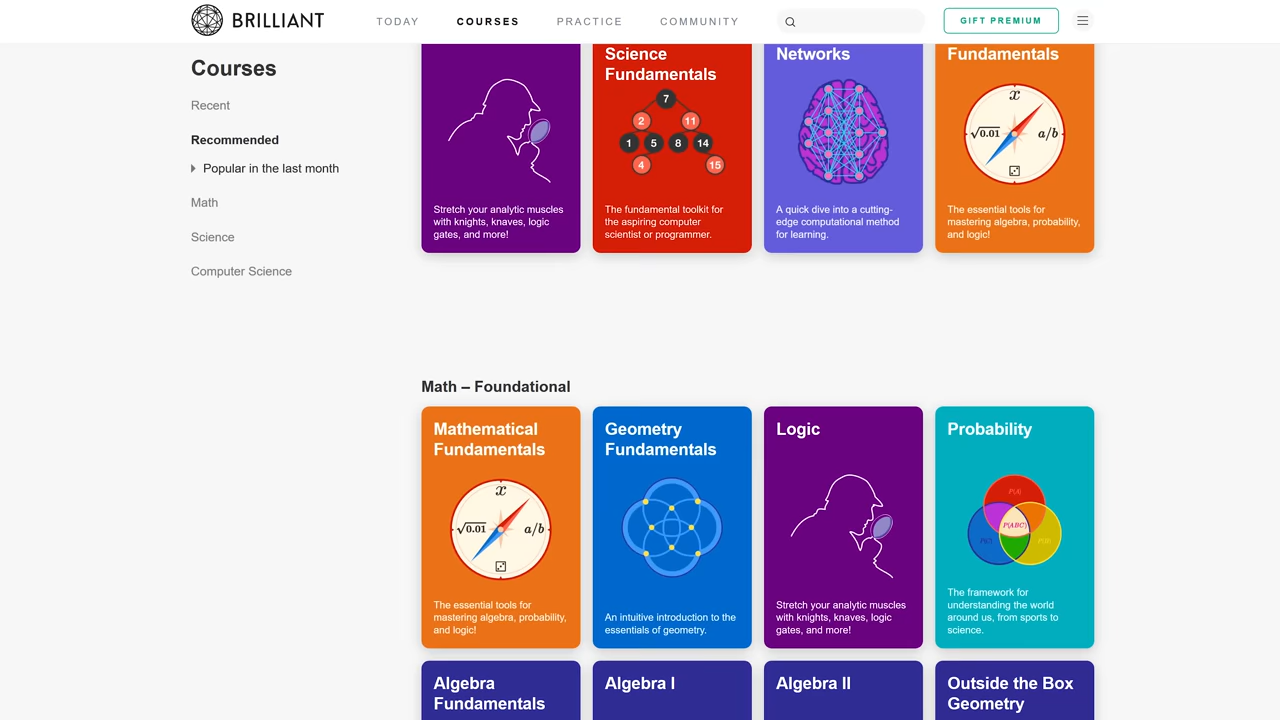 BRILLIANT
TODAY
COURSES
PRACTICE
COMMUNITY
GIFT PREMIUM
Courses
Recent
Recommended
Popular in the last month
Math
Science
Computer Science
Stretch your analytic muscles
with knights, knaves, logic
gates, and more!
Science
Fundamentals
7
2 11
1 5 8 14
4 15
The fundamental toolkit for
the aspiring computer
scientist or programmer.
Networks
A quick dive into a cutting-
edge computational method
for learning.
Fundamentals
x
√0.01 a/b
The essential tools for
mastering algebra, probability,
and logic!
Math – Foundational
Mathematical
Fundamentals
x
√0.01 a/b
The essential tools for
mastering algebra, probability,
and logic!
Geometry
Fundamentals
An intuitive introduction to the
essentials of geometry.
Logic
Stretch your analytic muscles
with knights, knaves, logic
gates, and more!
Probability
P(A)
P(ABC)
The framework for
understanding the world
around us, from sports to
science.
Algebra
Fundamentals
Algebra I
Algebra II
Outside the Box
Geometry